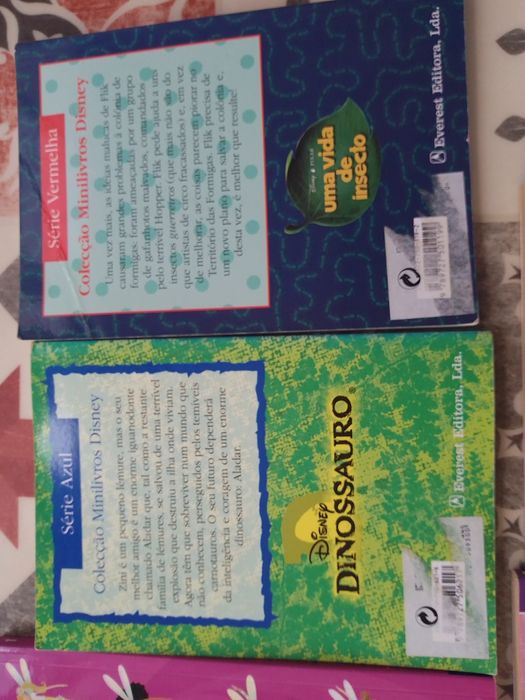 Série Vermelha
Colecção Minilivros Disney
Uma vez mais, as ideias malucas de Flik
causaram grandes problemas à colónia de
formigas: foram ameaçadas por um grupo
de gafanhotos malvados, comandados
pelo terrível Hopper. Flik pede ajuda a uns
insectos guerreiros (que mais não são do
que artistas de circo fracassados) e, em vez
de melhorar, as coisas parecem piorar no
Território das Formigas. Flik precisa de
um novo plano para salvar a colónia e,
desta vez, é melhor que resulte!
DISNEY • PIXAR
uma vida
de
insecto
Everest Editora, Lda.
Série Azul
Colecção Minilivros Disney
Zini é um pequeno lémure, mas o seu
melhor amigo é um enorme iguanodonte
chamado Aladar que, tal como a restante
família de lémures, se salvou de uma terrível
explosão que destruiu a ilha onde viviam.
Agora têm que sobreviver num mundo que
não conhecem, perseguidos pelos temíveis
carnotauros. O seu futuro dependerá
da inteligência e coragem de um enorme
dinossauro: Aladar.
DISNEY
DINOSSAURO
Everest Editora, Lda.